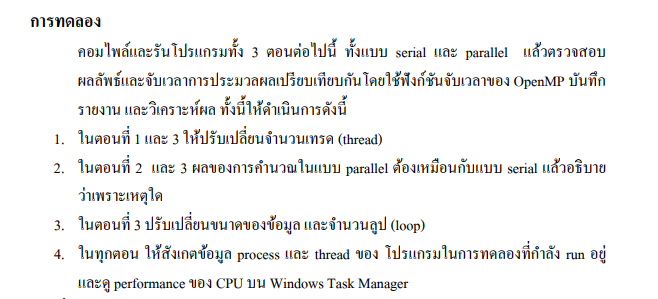 การทดลอง
คอมไพล์และรันโปรแกรมทั้ง 3 ตอนต่อไปนี้ ทั้งแบบ serial และ parallel แล้วตรวจสอบ
ผลลัพธ์และจับเวลาการประมวลผลเปรียบเทียบกันโดยใช้ฟังก์ชันจับเวลาของ OpenMP บันทึก
รายงาน และวิเคราะห์ผล ทั้งนี้ให้ดำเนินการดังนี้
1. ในตอนที่ 1 และ 3 ให้ปรับเปลี่ยนจำนวนเทรด (thread)
2. ในตอนที่ 2 และ 3 ผลของการคำนวณในแบบ parallel ต้องเหมือนกับแบบ serial แล้วอธิบาย
ว่าเพราะเหตุใด
3. ในตอนที่ 3 ปรับเปลี่ยนขนาดของข้อมูล และจำนวนลูป (loop)
4. ในทุกตอน ให้สังเกตข้อมูล process และ thread ของ โปรแกรมในการทดลองที่กำลัง run อยู่
และดู performance ของ CPU บน Windows Task Manager